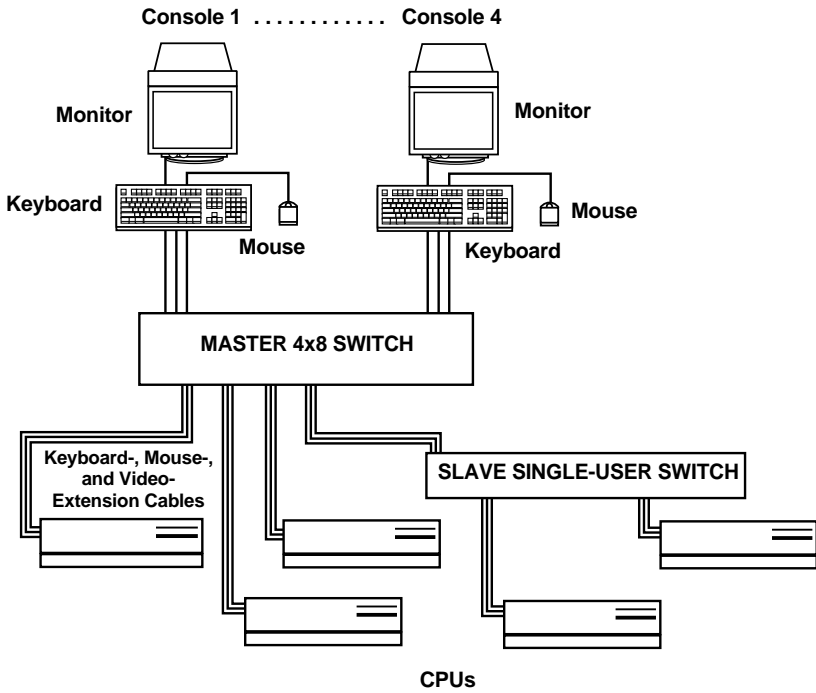 Console 1 . . . . . . . . . . . . Console 4
Monitor
Monitor
Keyboard
Mouse
Mouse
Keyboard
MASTER 4x8 SWITCH
Keyboard-, Mouse-,
and Video-
Extension Cables
SLAVE SINGLE-USER SWITCH
CPUs